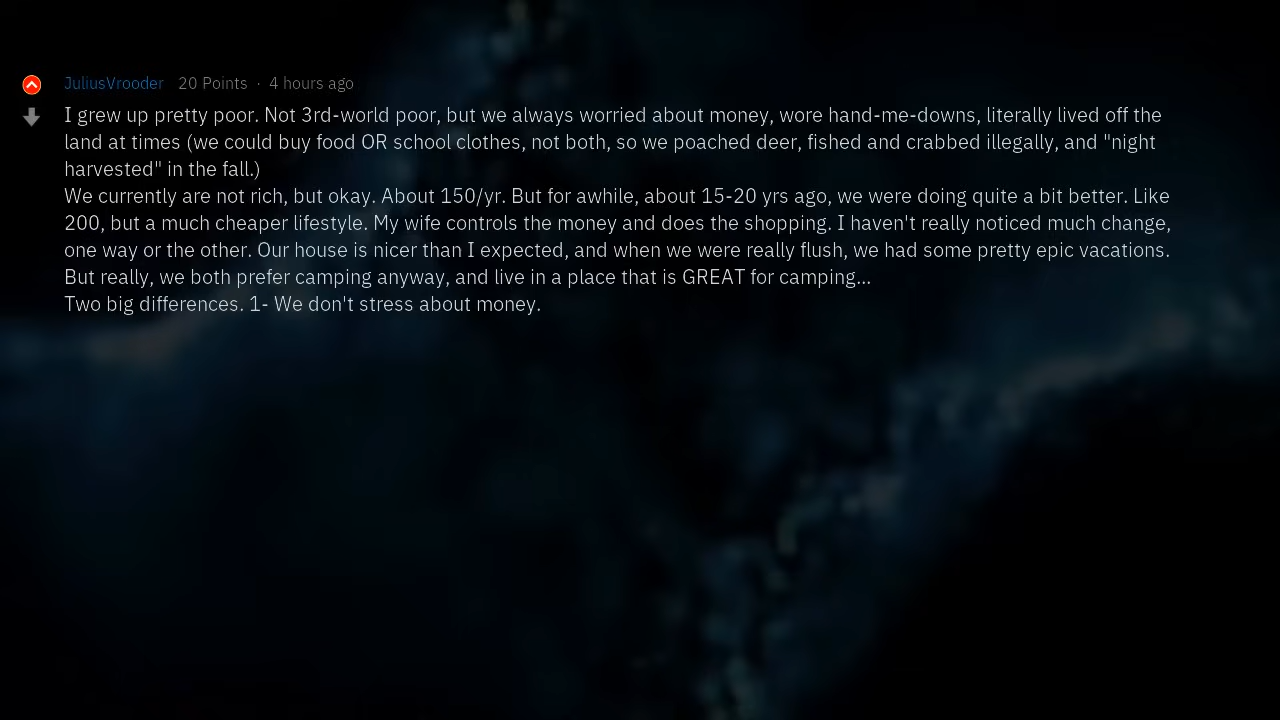 JuliusVrooder 20 Points · 4 hours ago
I grew up pretty poor. Not 3rd-world poor, but we always worried about money, wore hand-me-downs, literally lived off the
land at times (we could buy food OR school clothes, not both, so we poached deer, fished and crabbed illegally, and "night
harvested" in the fall.)
We currently are not rich, but okay. About 150/yr. But for awhile, about 15-20 yrs ago, we were doing quite a bit better. Like
200, but a much cheaper lifestyle. My wife controls the money and does the shopping. I haven't really noticed much change,
one way or the other. Our house is nicer than I expected, and when we were really flush, we had some pretty epic vacations.
But really, we both prefer camping anyway, and live in a place that is GREAT for camping...
Two big differences. 1- We don't stress about money.